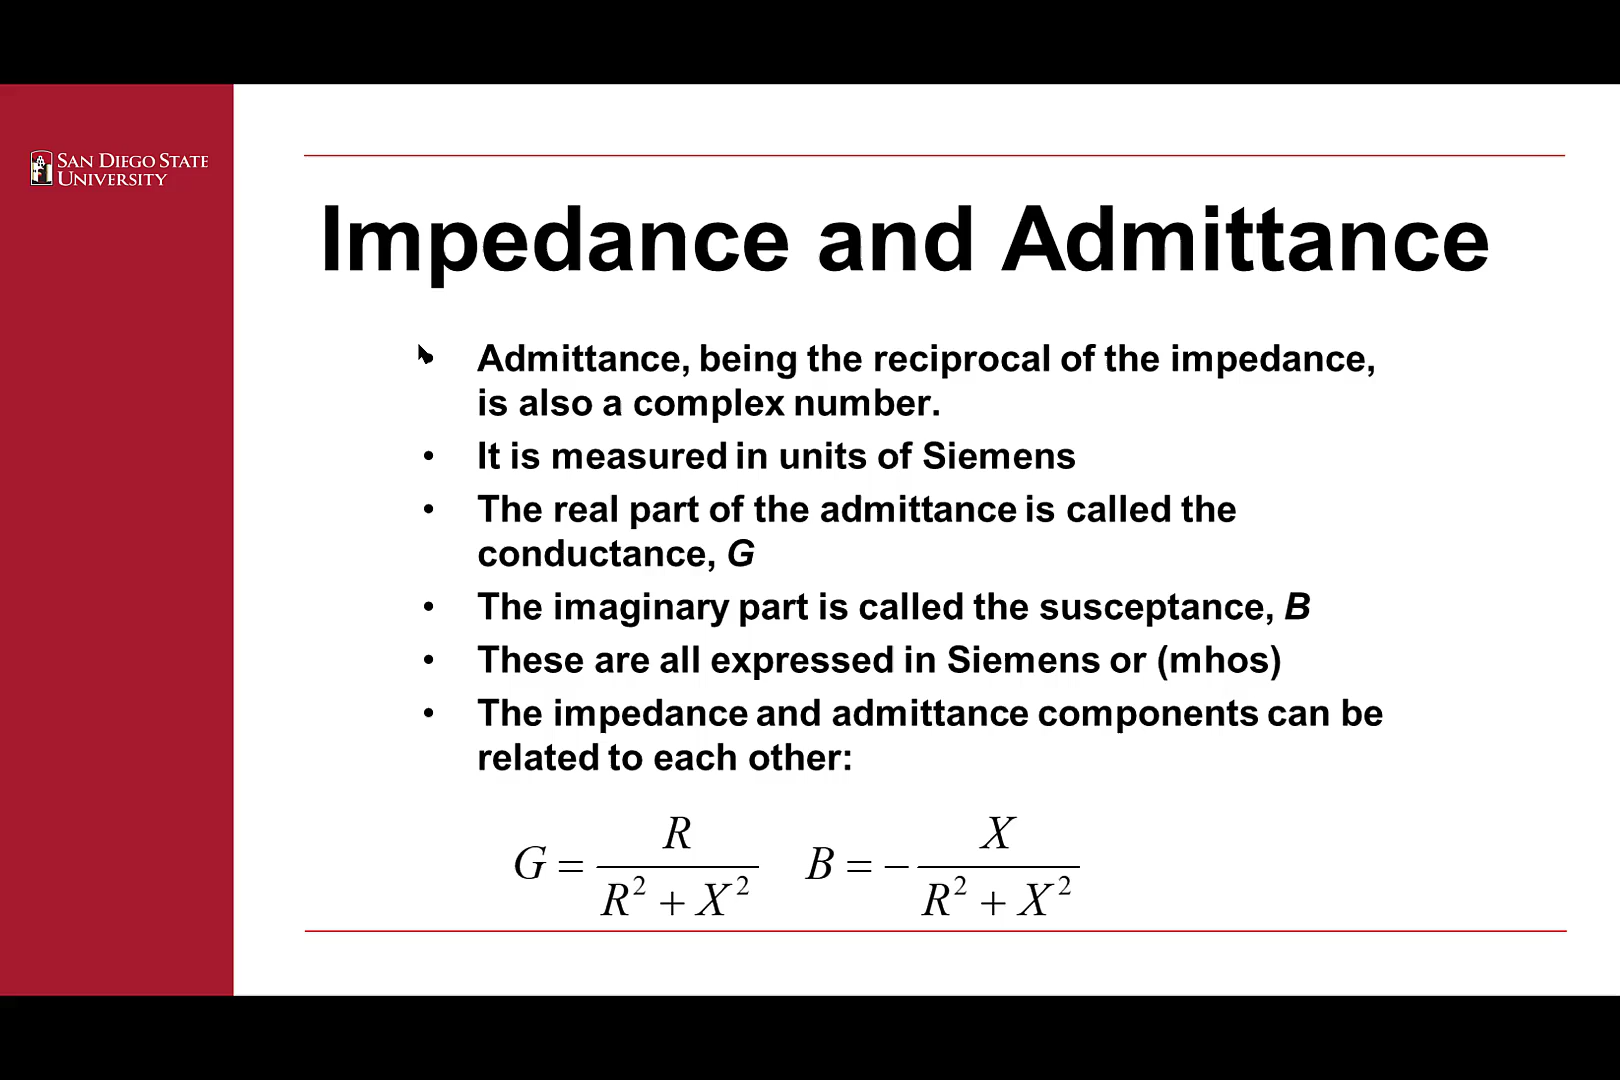 SAN DIEGO STATE
UNIVERSITY
Impedance and Admittance
• Admittance, being the reciprocal of the impedance,
is also a complex number.
• It is measured in units of Siemens
• The real part of the admittance is called the
conductance, G
• The imaginary part is called the susceptance, B
• These are all expressed in Siemens or (mhos)
• The impedance and admittance components can be
related to each other:
G = R / (R² + X²)   B = − X / (R² + X²)